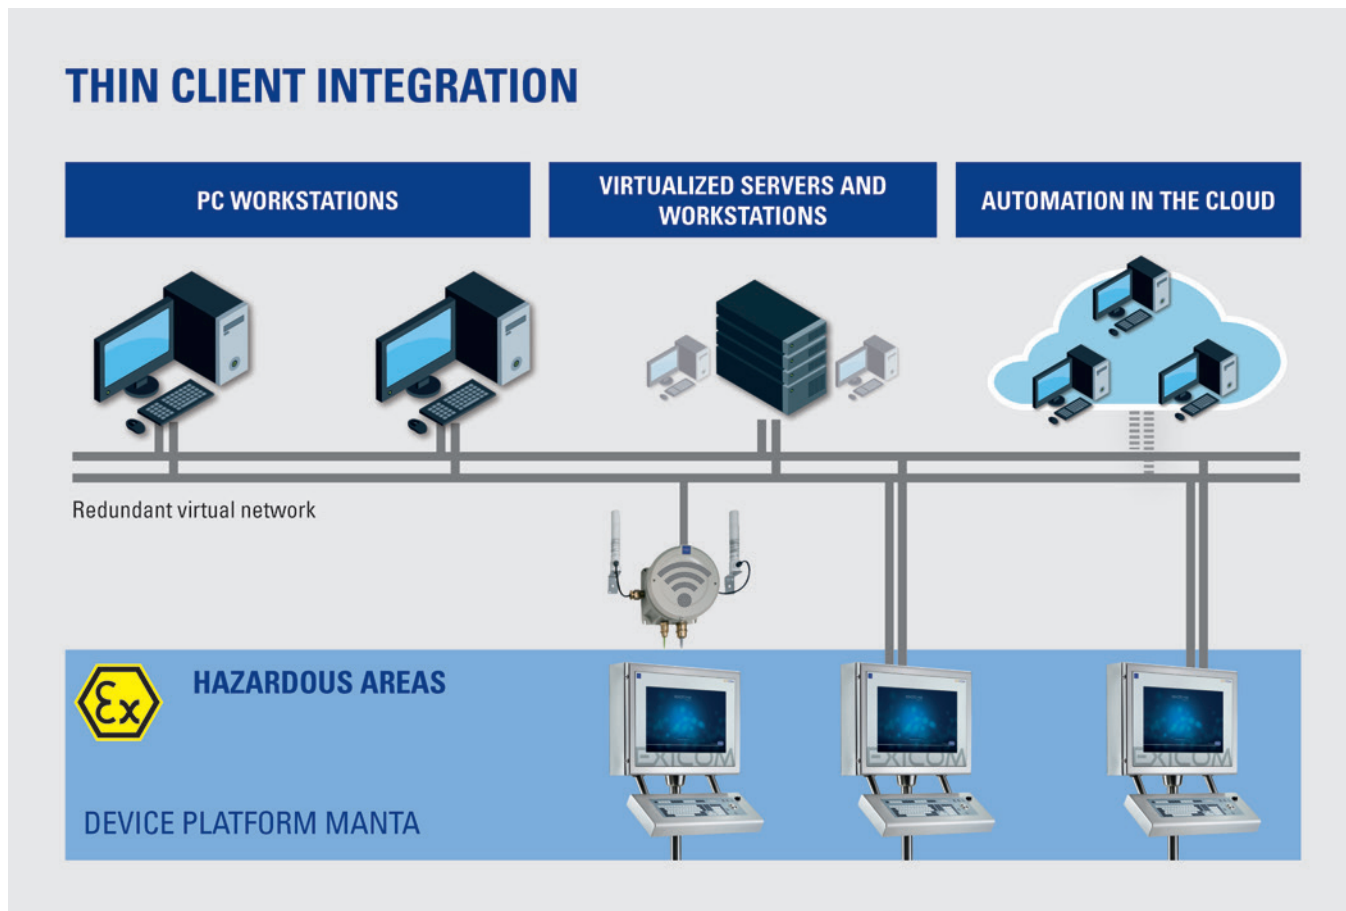 THIN CLIENT INTEGRATION
PC WORKSTATIONS
VIRTUALIZED SERVERS AND
WORKSTATIONS
AUTOMATION IN THE CLOUD
Redundant virtual network
Ex
HAZARDOUS AREAS
EXICOM
EXICOM
EXICOM
DEVICE PLATFORM MANTA